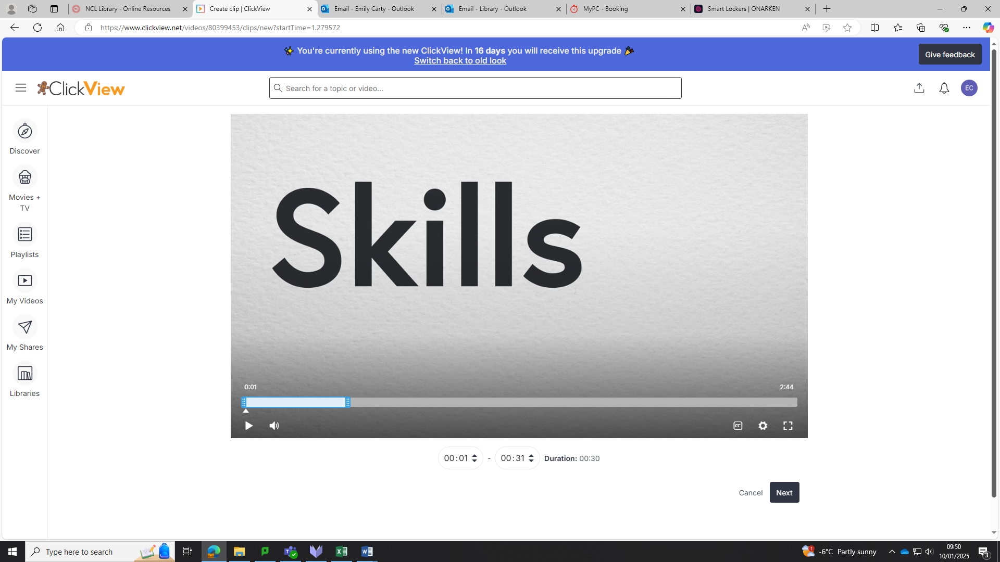 NCL Library - Online Resources
Create clip | ClickView
Email - Emily Carty - Outlook
Email - Library - Outlook
MyPC - Booking
Smart Lockers | ONARKEN
https://www.clickview.net/videos/80399453/clips/new?startTime=1.279572
✨ You're currently using the new ClickView! In 16 days you will receive this upgrade 🎉
Switch back to old look
Give feedback
ClickView
Search for a topic or video...
EC
Discover
Movies +
TV
Playlists
My Videos
My Shares
Libraries
Skills
0:01
2:44
CC
00:01 - 00:31 Duration: 00:30
Cancel
Next
Type here to search
1
-6°C Partly sunny
09:50
10/01/2025
3